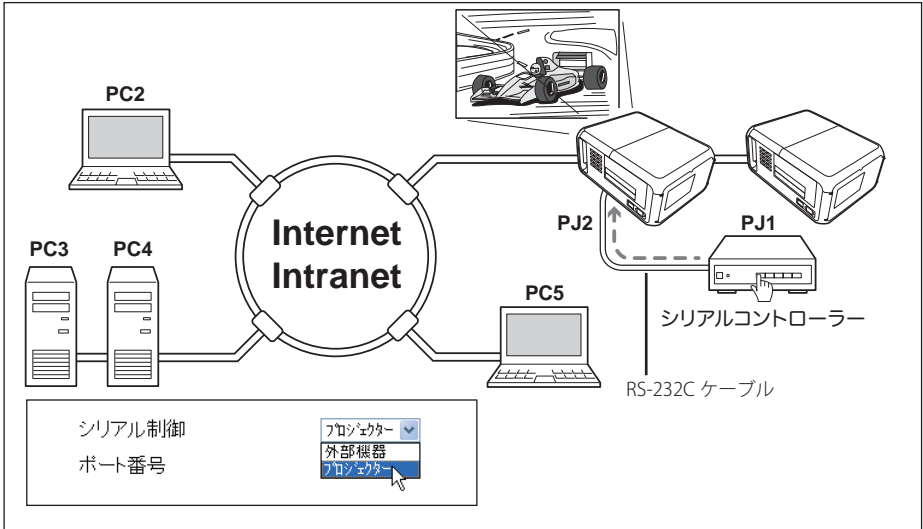 PC2
PC3
PC4
Internet
Intranet
PC5
PJ2
PJ1
シリアルコントローラー
RS-232C ケーブル
シリアル制御
プロジェクター
外部機器
プロジェクター
ポート番号